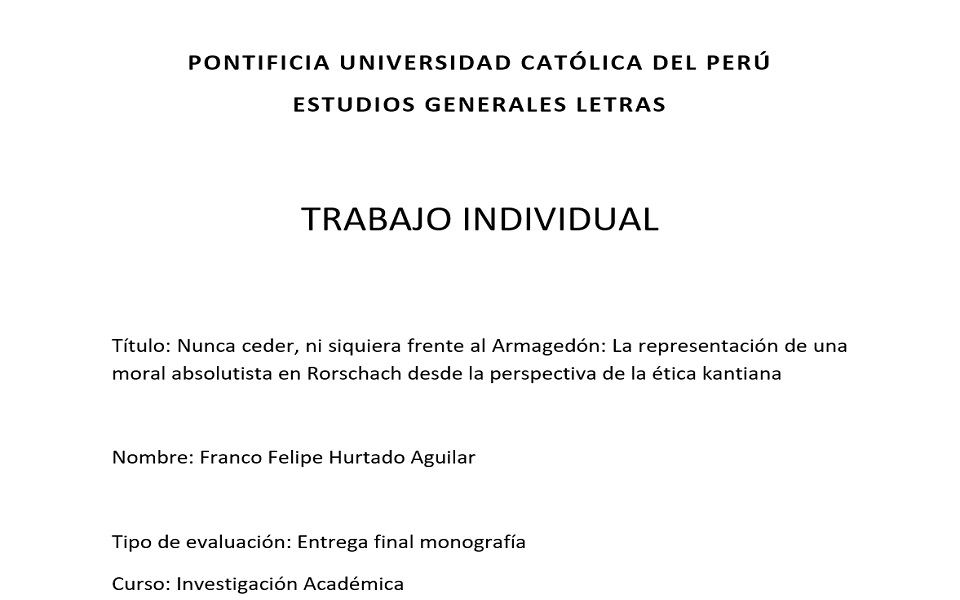 PONTIFICIA UNIVERSIDAD CATÓLICA DEL PERÚ
ESTUDIOS GENERALES LETRAS
TRABAJO INDIVIDUAL
Título: Nunca ceder, ni siquiera frente al Armagedón: La representación de una
moral absolutista en Rorschach desde la perspectiva de la ética kantiana
Nombre: Franco Felipe Hurtado Aguilar
Tipo de evaluación: Entrega final monografía
Curso: Investigación Académica